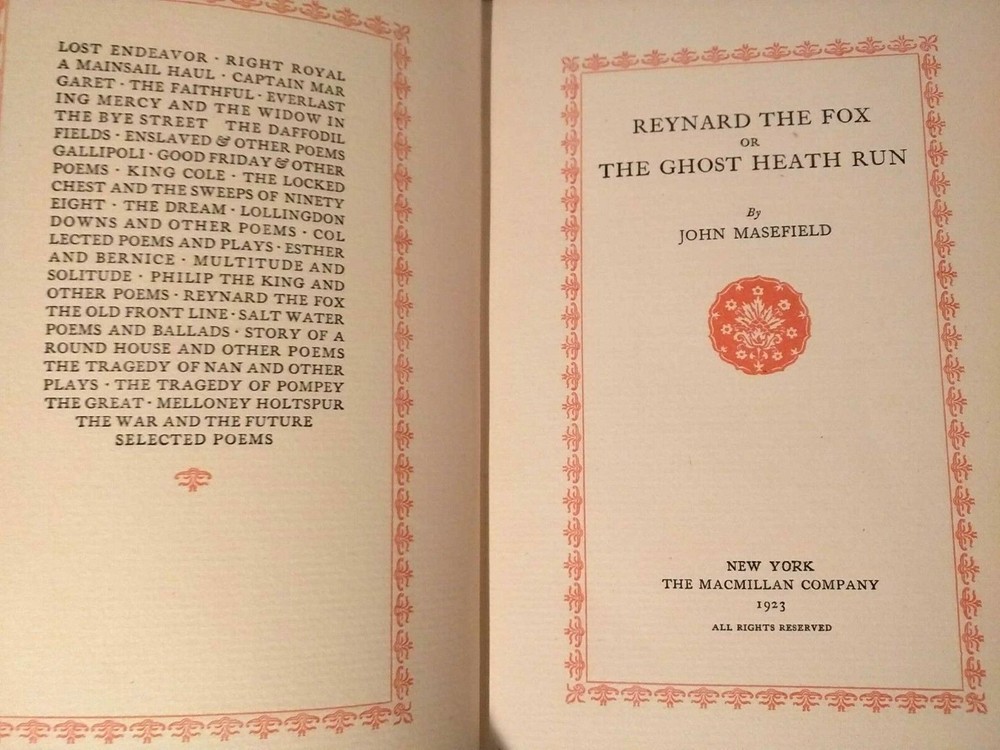 LOST ENDEAVOR · RIGHT ROYAL
A MAINSAIL HAUL · CAPTAIN MAR
GARET · THE FAITHFUL · EVERLAST
ING MERCY AND THE WIDOW IN
THE BYE STREET THE DAFFODIL
FIELDS · ENSLAVED & OTHER POEMS
GALLIPOLI · GOOD FRIDAY & OTHER
POEMS · KING COLE · THE LOCKED
CHEST AND THE SWEEPS OF NINETY
EIGHT · THE DREAM · LOLLINGDON
DOWNS AND OTHER POEMS · COL
LECTED POEMS AND PLAYS · ESTHER
AND BERNICE · MULTITUDE AND
SOLITUDE · PHILIP THE KING AND
OTHER POEMS · REYNARD THE FOX
THE OLD FRONT LINE · SALT WATER
POEMS AND BALLADS · STORY OF A
ROUND HOUSE AND OTHER POEMS
THE TRAGEDY OF NAN AND OTHER
PLAYS · THE TRAGEDY OF POMPEY
THE GREAT · MELLONEY HOLTSPUR
THE WAR AND THE FUTURE
SELECTED POEMS
REYNARD THE FOX
OR
THE GHOST HEATH RUN
By
JOHN MASEFIELD
NEW YORK
THE MACMILLAN COMPANY
1923
ALL RIGHTS RESERVED